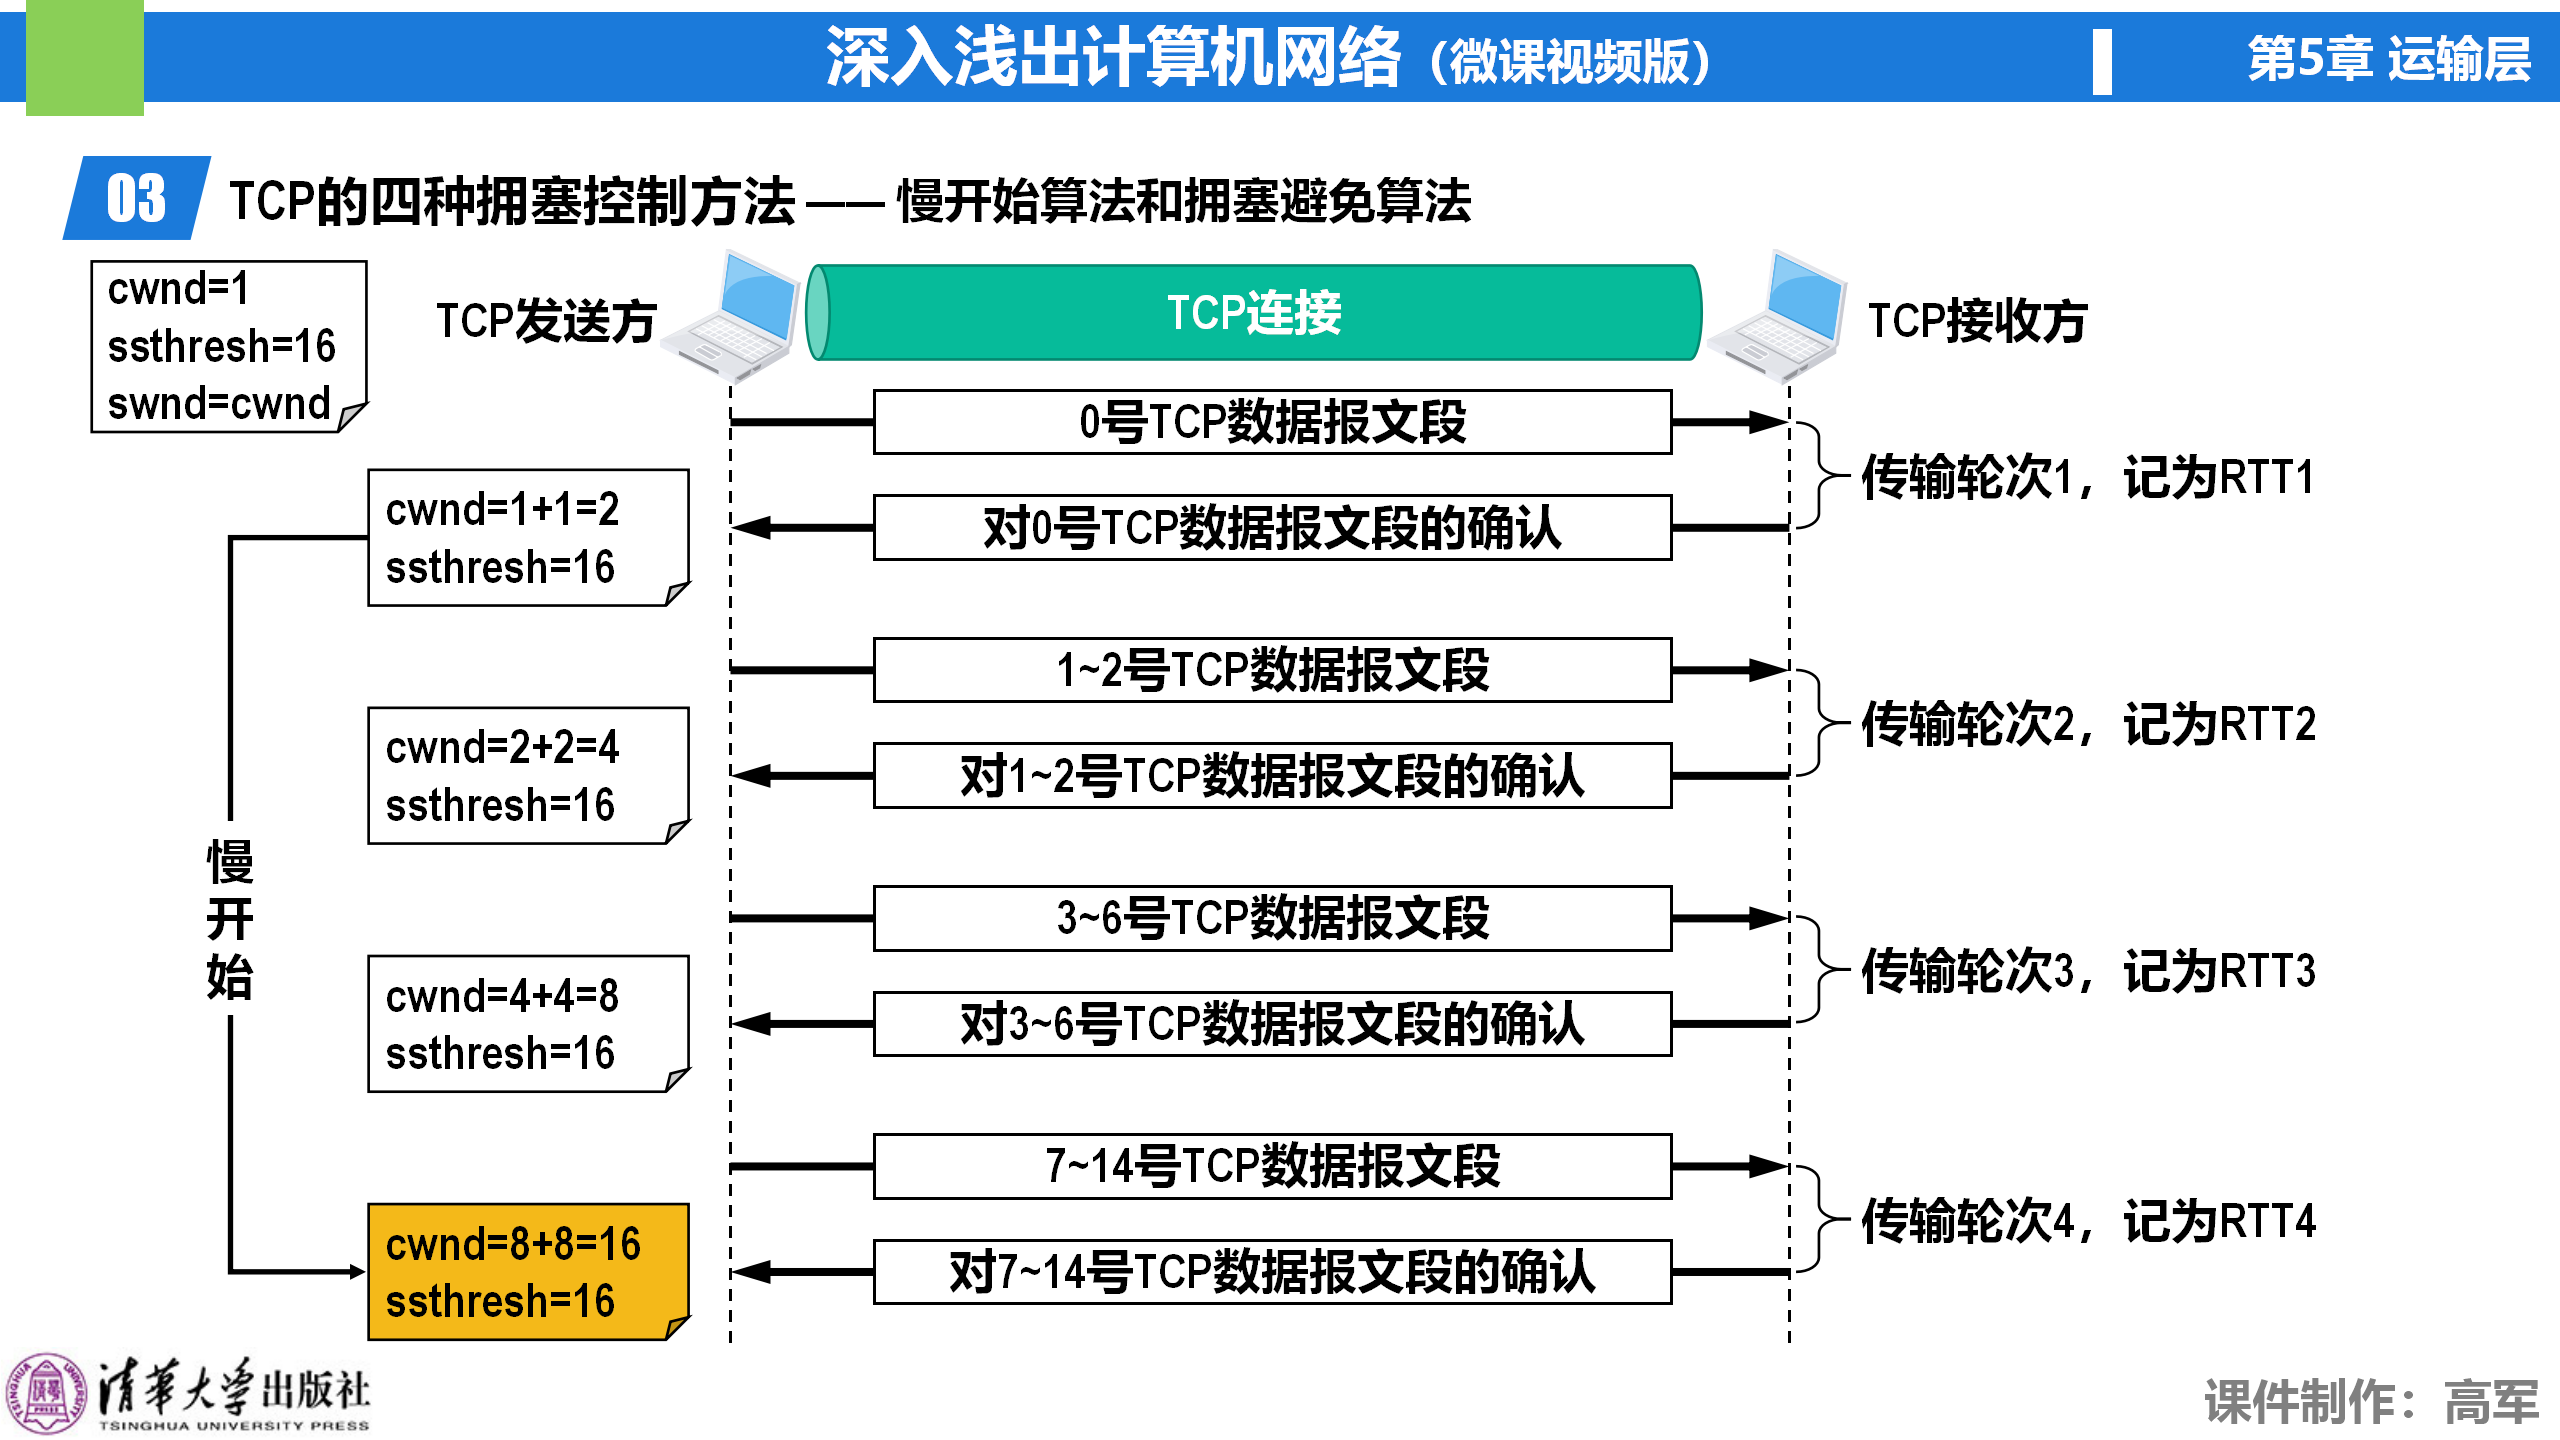 深入浅出计算机网络（微课视频版）
第5章 运输层
03
TCP的四种拥塞控制方法 —— 慢开始算法和拥塞避免算法
cwnd=1
ssthresh=16
swnd=cwnd
TCP发送方
TCP连接
TCP接收方
0号TCP数据报文段
传输轮次1，记为RTT1
cwnd=1+1=2
ssthresh=16
对0号TCP数据报文段的确认
1~2号TCP数据报文段
传输轮次2，记为RTT2
cwnd=2+2=4
ssthresh=16
对1~2号TCP数据报文段的确认
慢开始
3~6号TCP数据报文段
传输轮次3，记为RTT3
cwnd=4+4=8
ssthresh=16
对3~6号TCP数据报文段的确认
7~14号TCP数据报文段
传输轮次4，记为RTT4
cwnd=8+8=16
ssthresh=16
对7~14号TCP数据报文段的确认
清华大学出版社
TSINGHUA UNIVERSITY PRESS
课件制作：高军